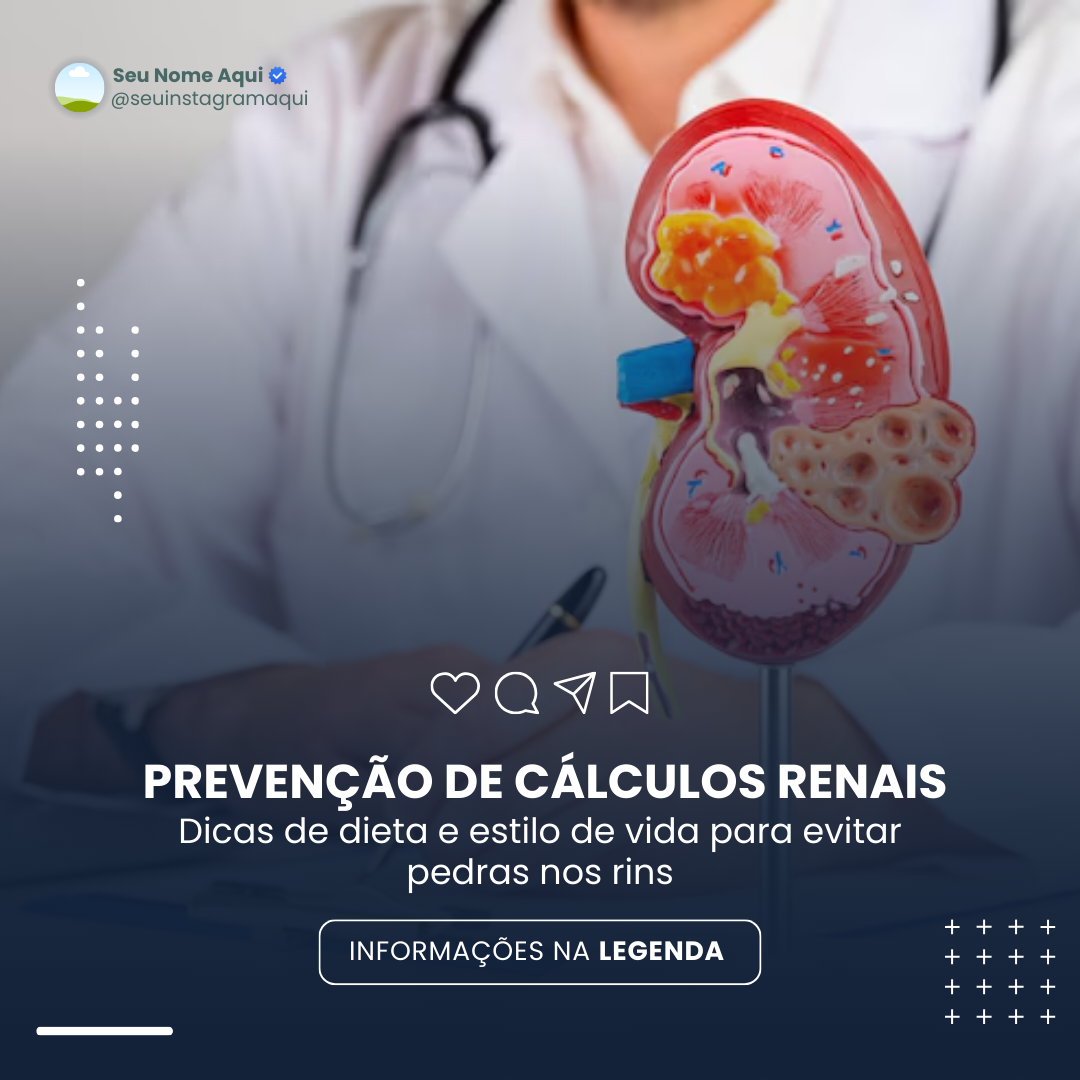 Seu Nome Aqui
@seuinstagramaqui
PREVENÇÃO DE CÁLCULOS RENAIS
Dicas de dieta e estilo de vida para evitar
pedras nos rins
INFORMAÇÕES NA LEGENDA